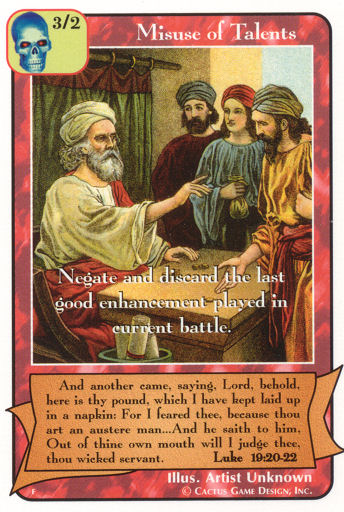 3/2
Misuse of Talents
Negate and discard the last
good enhancement played in
current battle.
And another came, saying, Lord, behold,
here is thy pound, which I have kept laid up
in a napkin: For I feared thee, because thou
art an austere man...And he saith to him,
Out of thine own mouth will I judge thee,
thou wicked servant. Luke 19:20-22
Illus. Artist Unknown
F © CACTUS GAME DESIGN, INC.